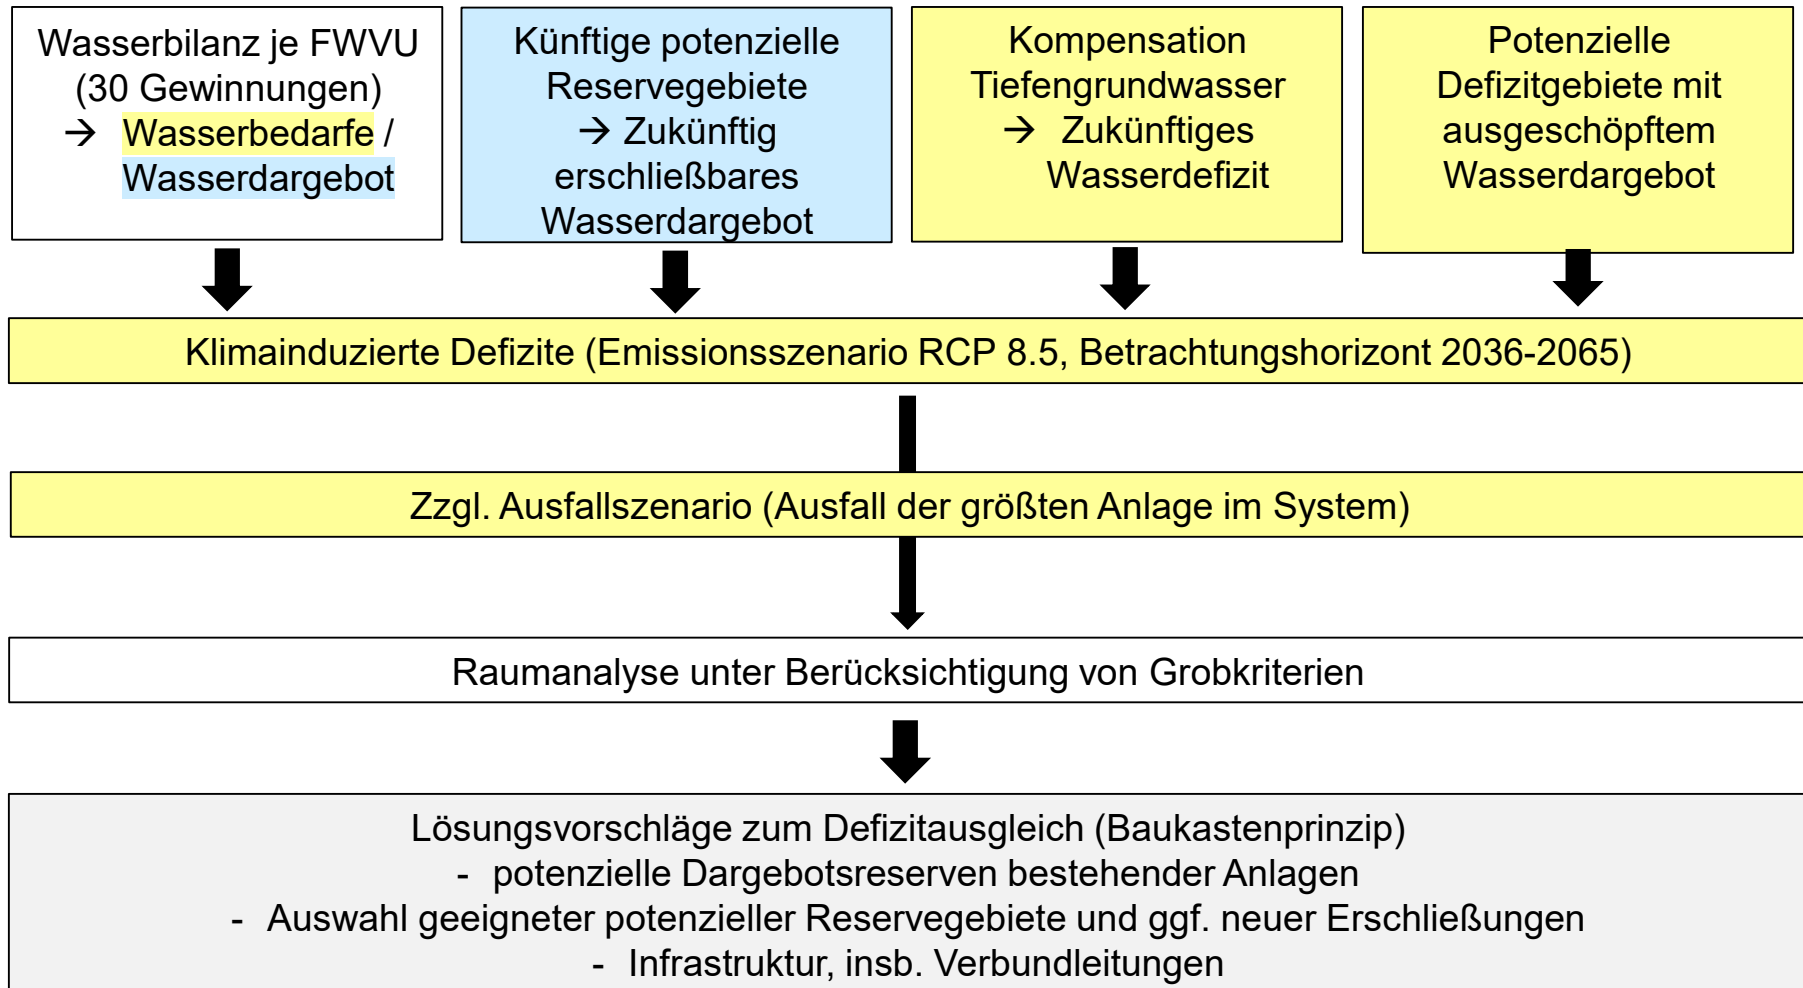 Wasserbilanz je FWVU
(30 Gewinnungen)
→ Wasserbedarfe /
Wasserdargebot
Künftige potenzielle
Reservegebiete
→ Zukünftig
erschließbares
Wasserdargebot
Kompensation
Tiefengrundwasser
→ Zukünftiges
Wasserdefizit
Potenzielle
Defizitgebiete mit
ausgeschöpftem
Wasserdargebot
Klimainduzierte Defizite (Emissionsszenario RCP 8.5, Betrachtungshorizont 2036-2065)
Zzgl. Ausfallszenario (Ausfall der größten Anlage im System)
Raumanalyse unter Berücksichtigung von Grobkriterien
Lösungsvorschläge zum Defizitausgleich (Baukastenprinzip)
- potenzielle Dargebotsreserven bestehender Anlagen
- Auswahl geeigneter potenzieller Reservegebiete und ggf. neuer Erschließungen
- Infrastruktur, insb. Verbundleitungen